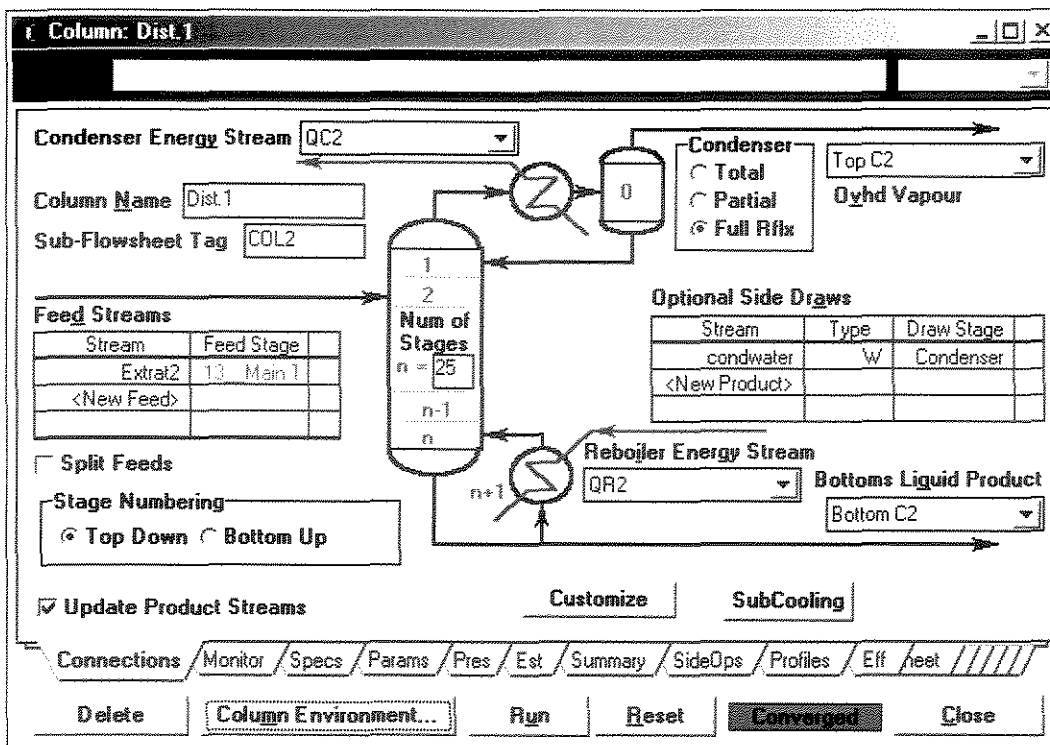 Column: Dist.1
Condenser Energy Stream QC2
Column Name Dist.1
Sub-Flowsheet Tag COL2
Condenser
Total
Partial
Full Rflx
Top C2
Ovhd Vapour
0
1
2
Num of
Stages
n = 25
n-1
n
n+1
Feed Streams
Stream Feed Stage
Extrat2 13 Main T
<New Feed>
Split Feeds
Optional Side Draws
Stream Type Draw Stage
condwater W Condenser
<New Product>
Reboiler Energy Stream
QR2
Bottoms Liquid Product
Bottom C2
Stage Numbering
Top Down Bottom Up
Update Product Streams
Customize SubCooling
Connections Monitor Specs Params Pres Est Summary SideOps Profiles Eff heet
Delete Column Environment... Run Reset Converged Close